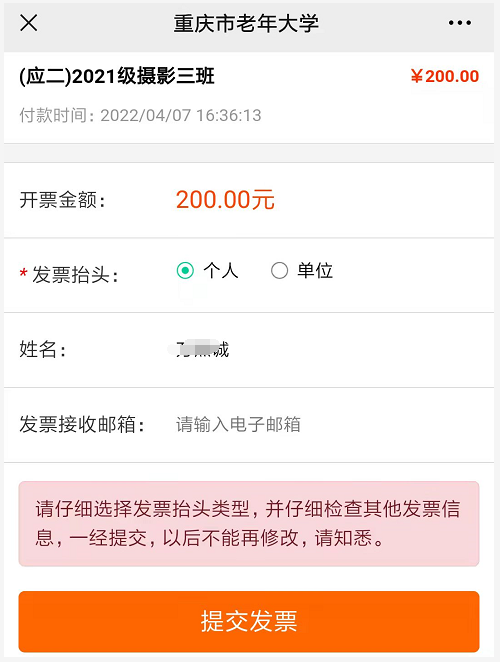 重庆市老年大学
(应二)2021级摄影三班
¥200.00
付款时间: 2022/04/07 16:36:13
开票金额: 200.00元
*发票抬头: 个人 单位
姓名: 诚
发票接收邮箱: 请输入电子邮箱
请仔细选择发票抬头类型，并仔细检查其他发票信
息，一经提交，以后不能再修改，请知悉。
提交发票